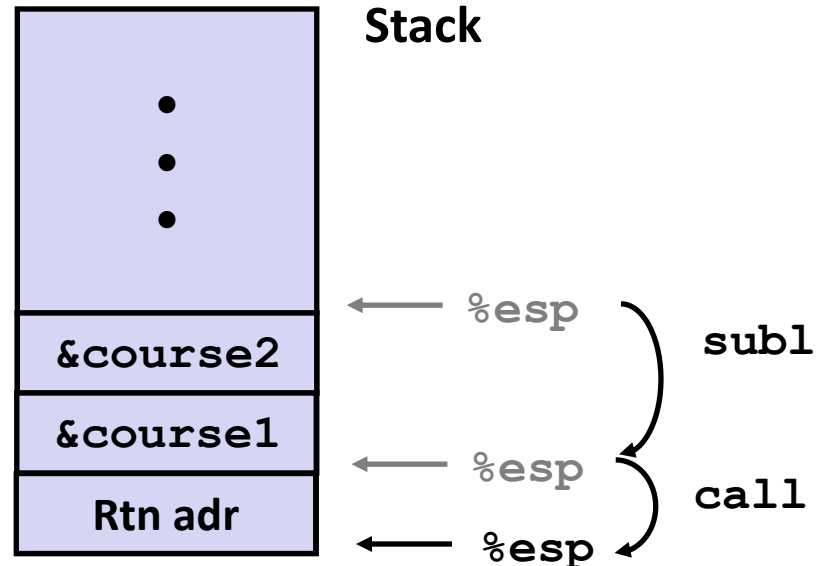 Stack
%esp
subl
&course2
&course1
%esp
call
Rtn adr
%esp